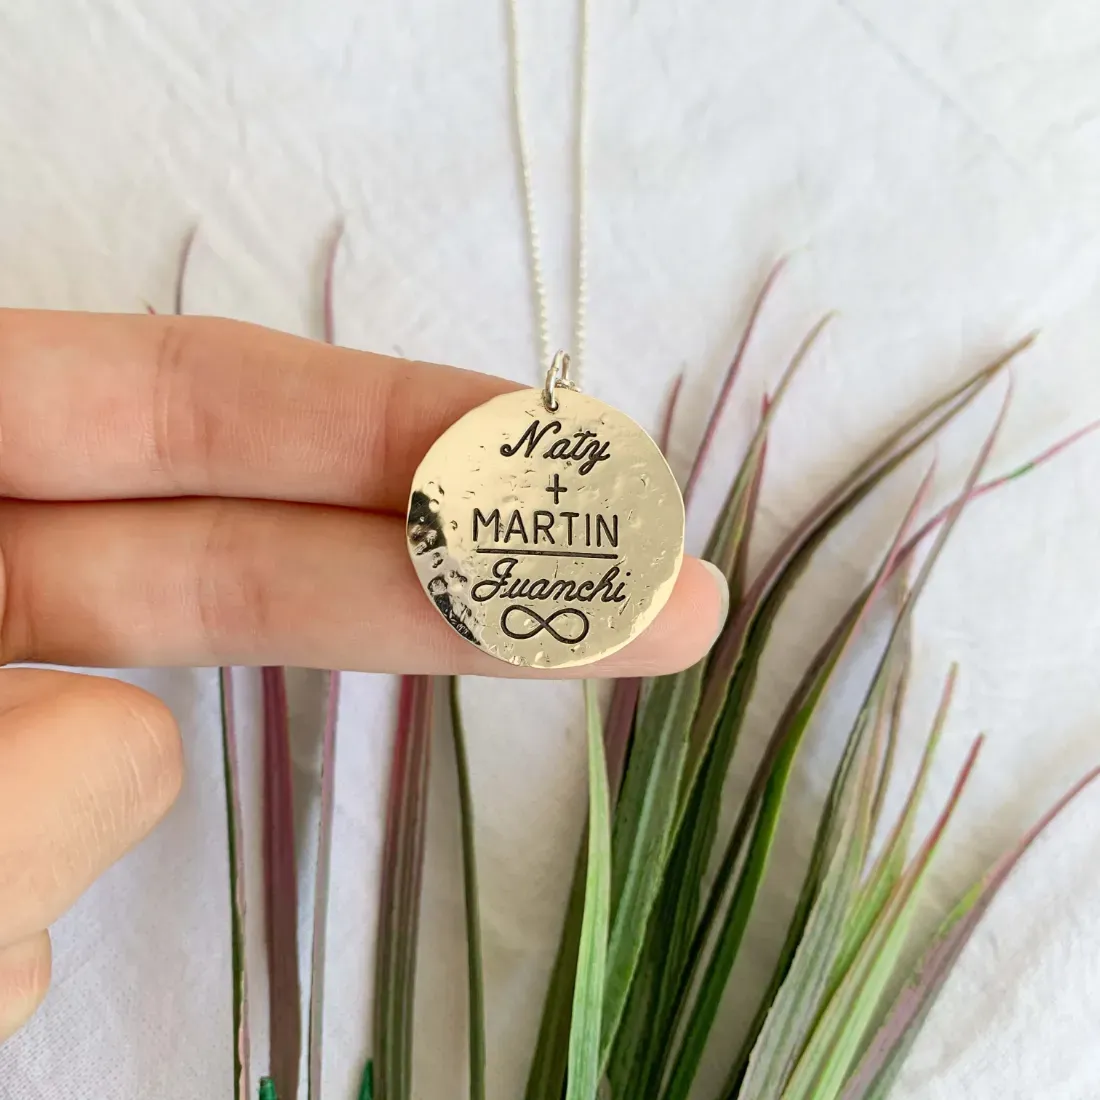 Naty
+
MARTIN
Juanchi
∞